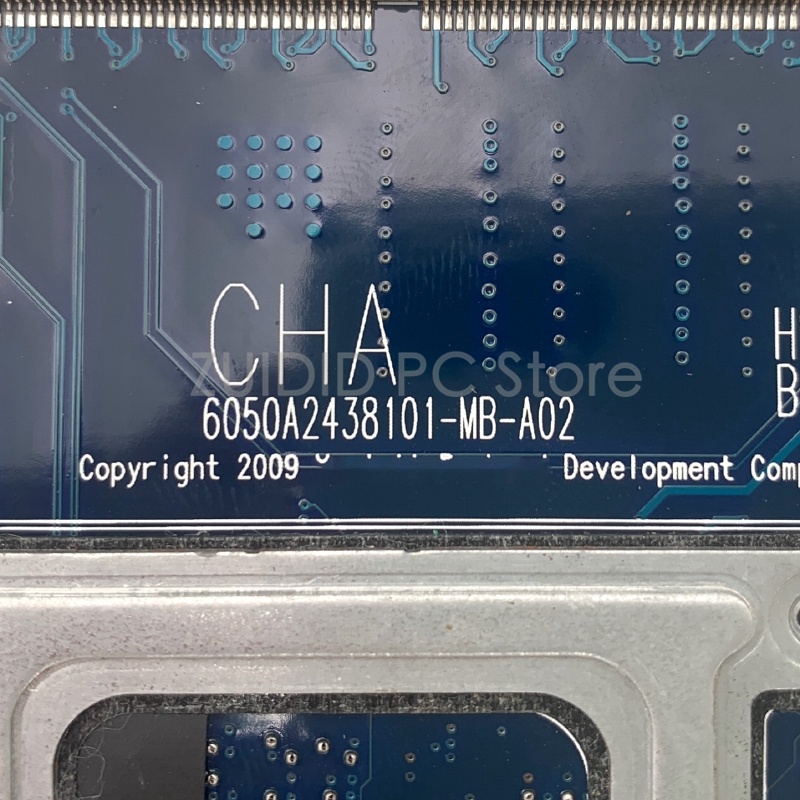 CHA
H
ZUIDID PC Store
B
6050A2438101-MB-A02
Copyright 2009
Development Comp